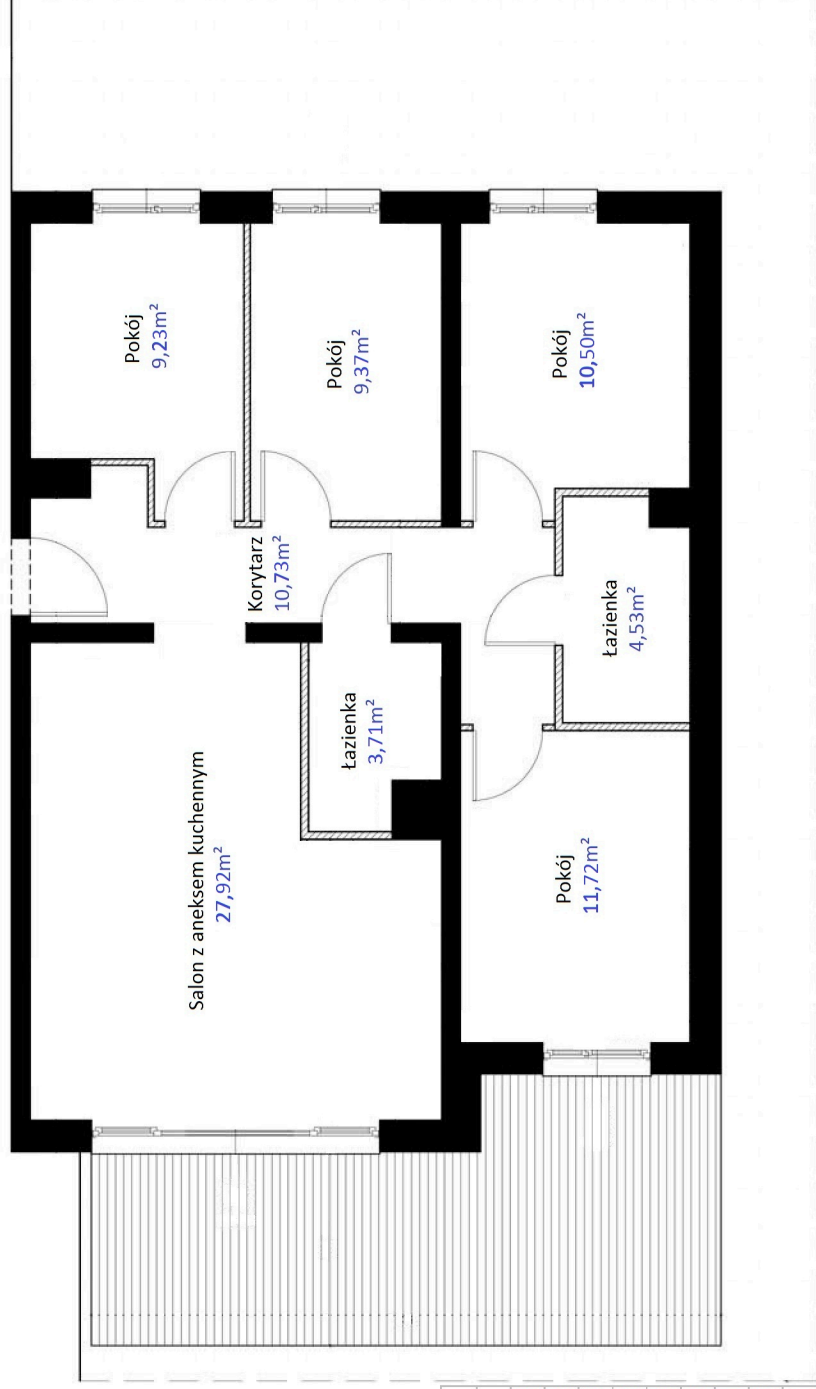 Pokój
9,23m²
Pokój
9,37m²
Pokój
10,50m²
Korytarz
10,73m²
Łazienka
4,53m²
Łazienka
3,71m²
Salon z aneksem kuchennym
27,92m²
Pokój
11,72m²